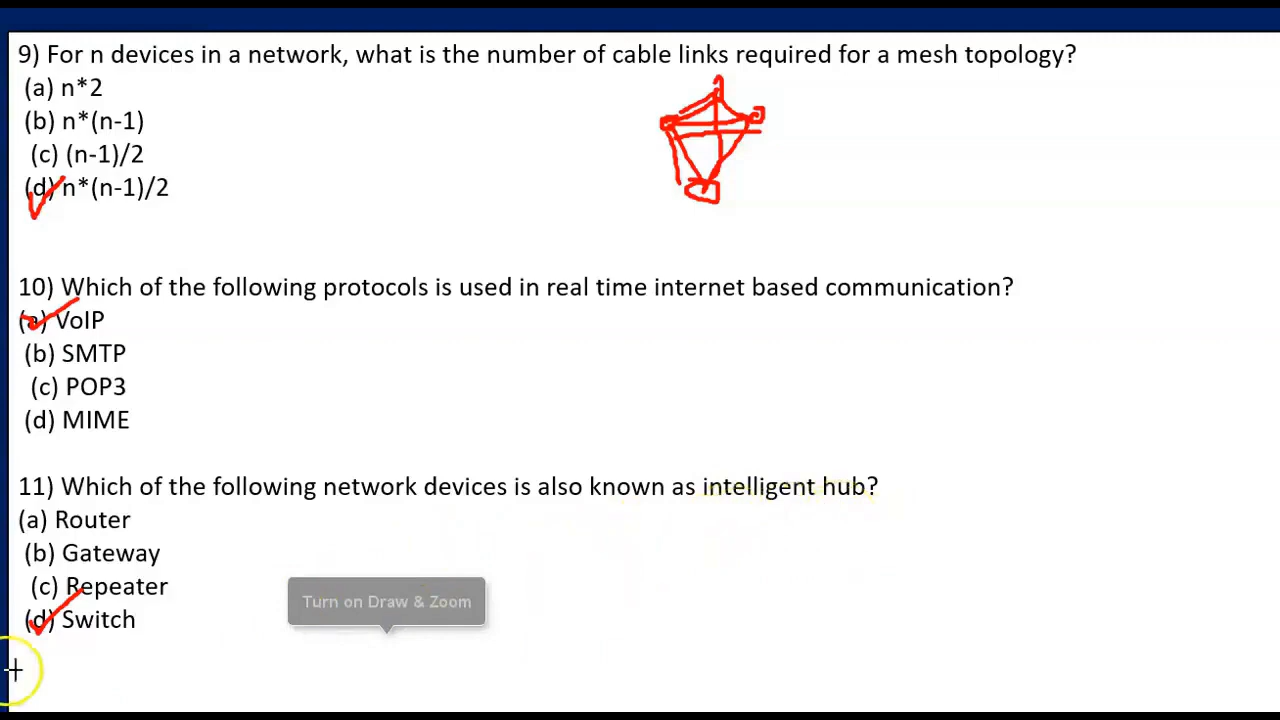 9) For n devices in a network, what is the number of cable links required for a mesh topology?
(a) n*2
(b) n*(n-1)
(c) (n-1)/2
(d) n*(n-1)/2
10) Which of the following protocols is used in real time internet based communication?
(a) VoIP
(b) SMTP
(c) POP3
(d) MIME
11) Which of the following network devices is also known as intelligent hub?
(a) Router
(b) Gateway
(c) Repeater
(d) Switch
Turn on Draw & Zoom